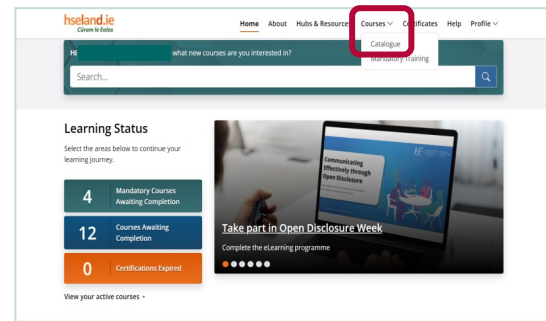 hseland.ie
Cúram le Eolas
Home About Hubs & Resources Courses Certificates Help Profile
Catalogue
Mandatory Training
Hi what new courses are you interested in?
Search...
Learning Status
Select the areas below to continue your
learning journey.
4 Mandatory Courses
Awaiting Completion
12 Courses Awaiting
Completion
0 Certifications Expired
View your active courses
Communicating
Effectively through
Open Disclosure
Take part in Open Disclosure Week
Complete the eLearning programme